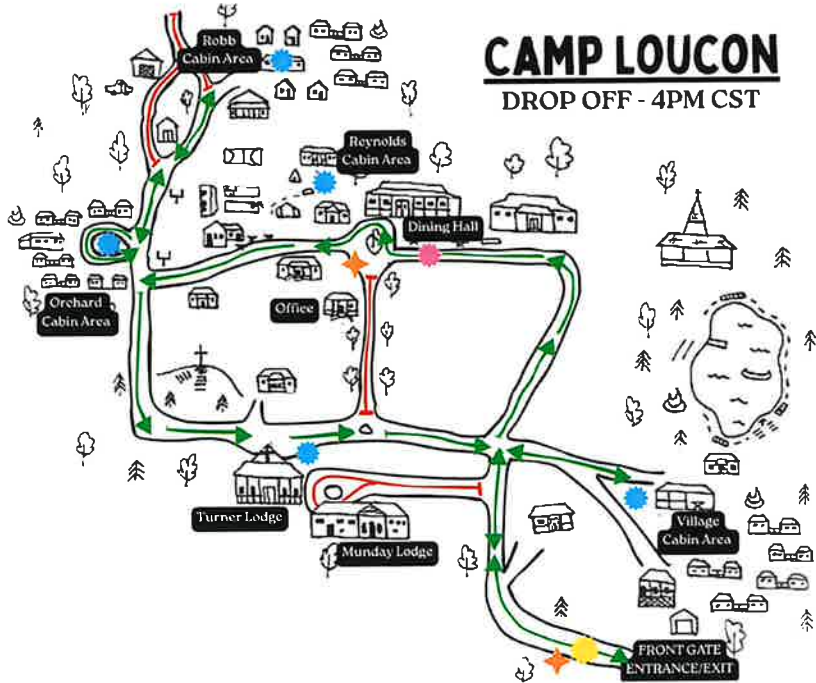 CAMP LOUCON
DROP OFF - 4PM CST
Robb
Cabin Area
Reynolds
Cabin Area
Dining Hall
Orchard
Cabin Area
Office
Turner Lodge
Munday Lodge
Village
Cabin Area
FRONT GATE
ENTRANCE/EXIT